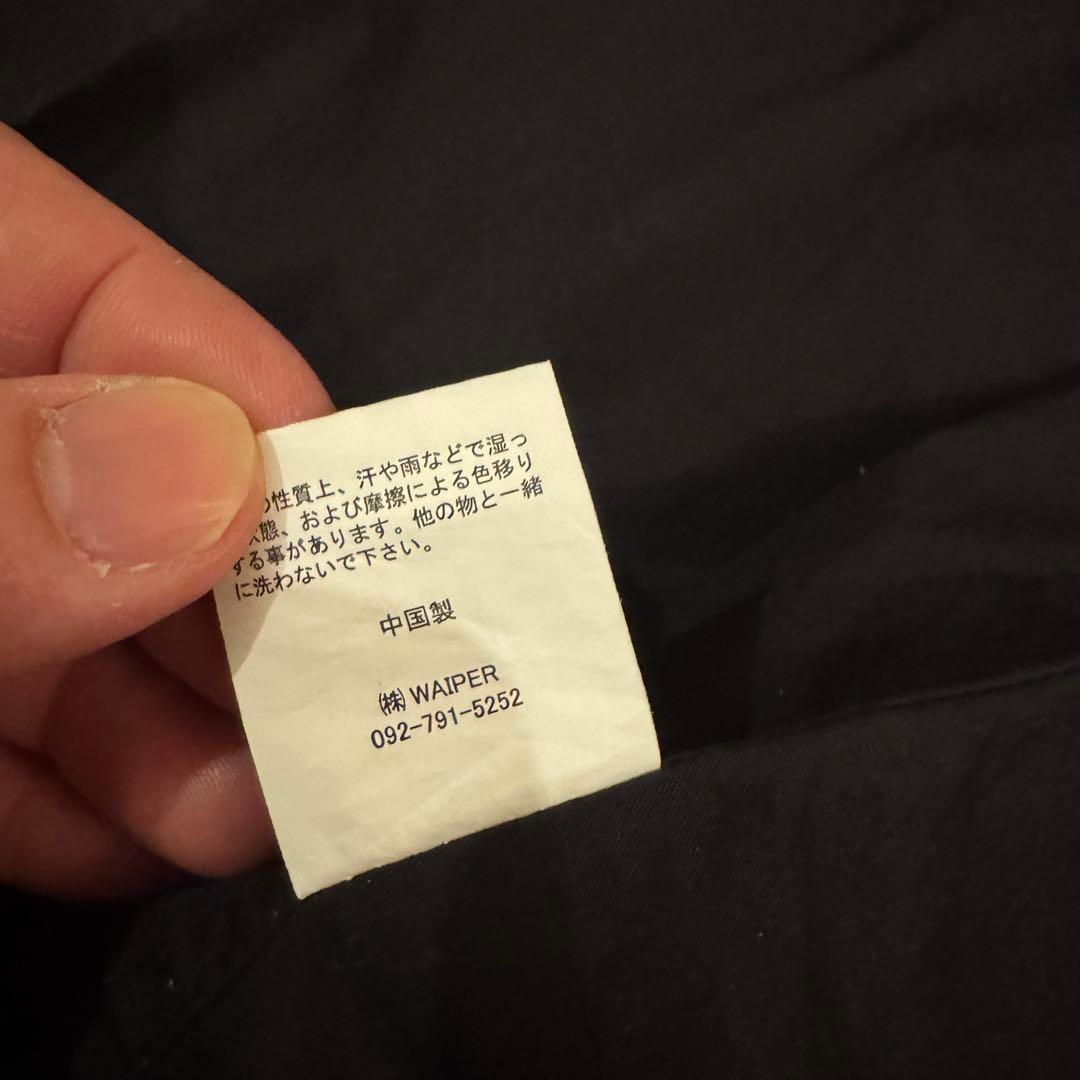 の性質上、汗や雨などで湿っ
態、および摩擦による色移り
する事があります。他の物と一緒
に洗わないで下さい。
中国製
㈱ WAIPER
092-791-5252